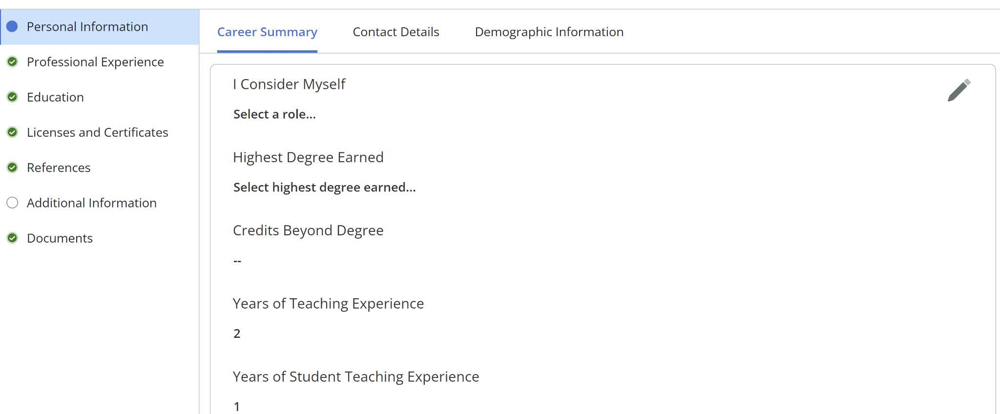 Personal Information
Professional Experience
Education
Licenses and Certificates
References
Additional Information
Documents
Career Summary
Contact Details
Demographic Information
I Consider Myself
Select a role...
Highest Degree Earned
Select highest degree earned...
Credits Beyond Degree
--
Years of Teaching Experience
2
Years of Student Teaching Experience
1